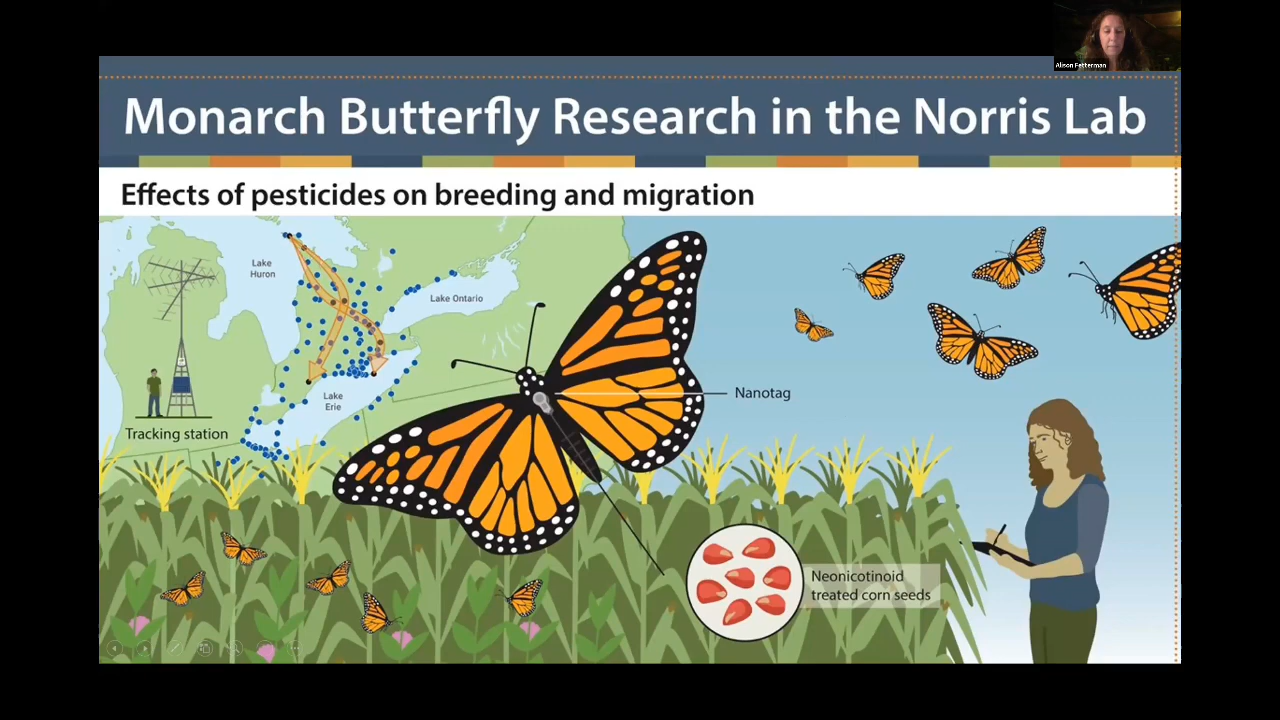 Alison Fetterman
Monarch Butterfly Research in the Norris Lab
Effects of pesticides on breeding and migration
Lake
Huron
Lake Ontario
Lake
Erie
Nanotag
Tracking station
Neonicotinoid
treated corn seeds